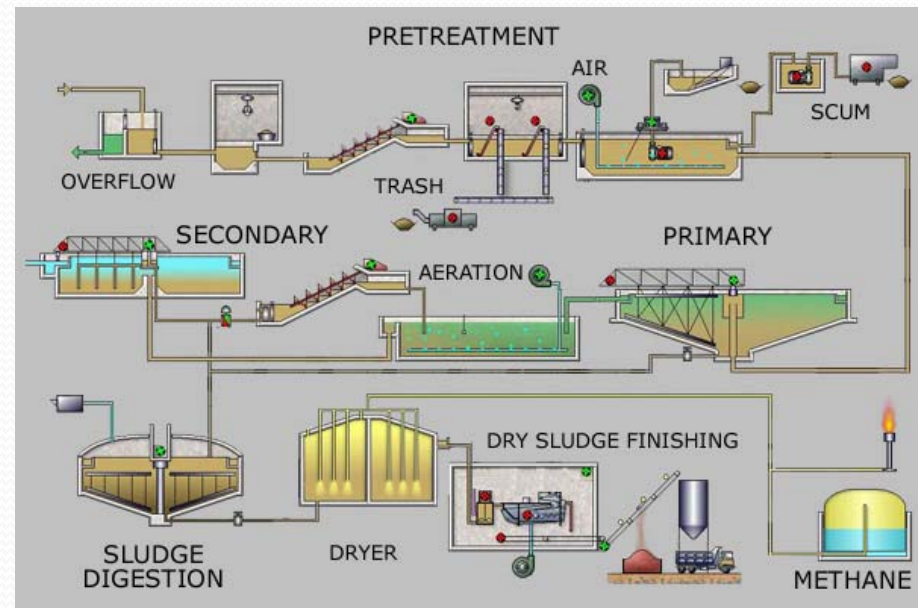 PRETREATMENT
AIR
SCUM
OVERFLOW
TRASH
SECONDARY
PRIMARY
AERATION
DRY SLUDGE FINISHING
SLUDGE
DIGESTION
DRYER
METHANE